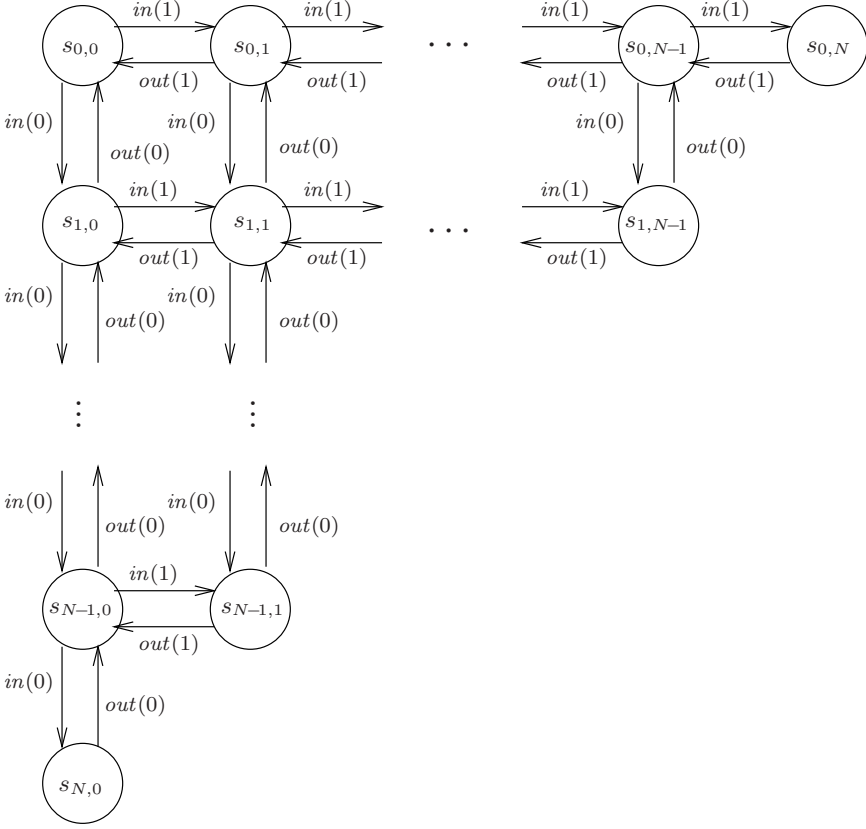 in(1) in(1) in(1) in(1)
s0,0 s0,1 ··· s0,N−1 s0,N
out(1) out(1) out(1) out(1)
in(0) in(0) in(0)
out(0) out(0) out(0)
in(1) in(1) in(1)
s1,0 s1,1 ··· s1,N−1
out(1) out(1) out(1)
in(0) in(0)
out(0) out(0)
⋮ ⋮
in(0) in(0)
out(0) out(0)
in(1)
sN−1,0 sN−1,1
out(1)
in(0)
out(0)
sN,0